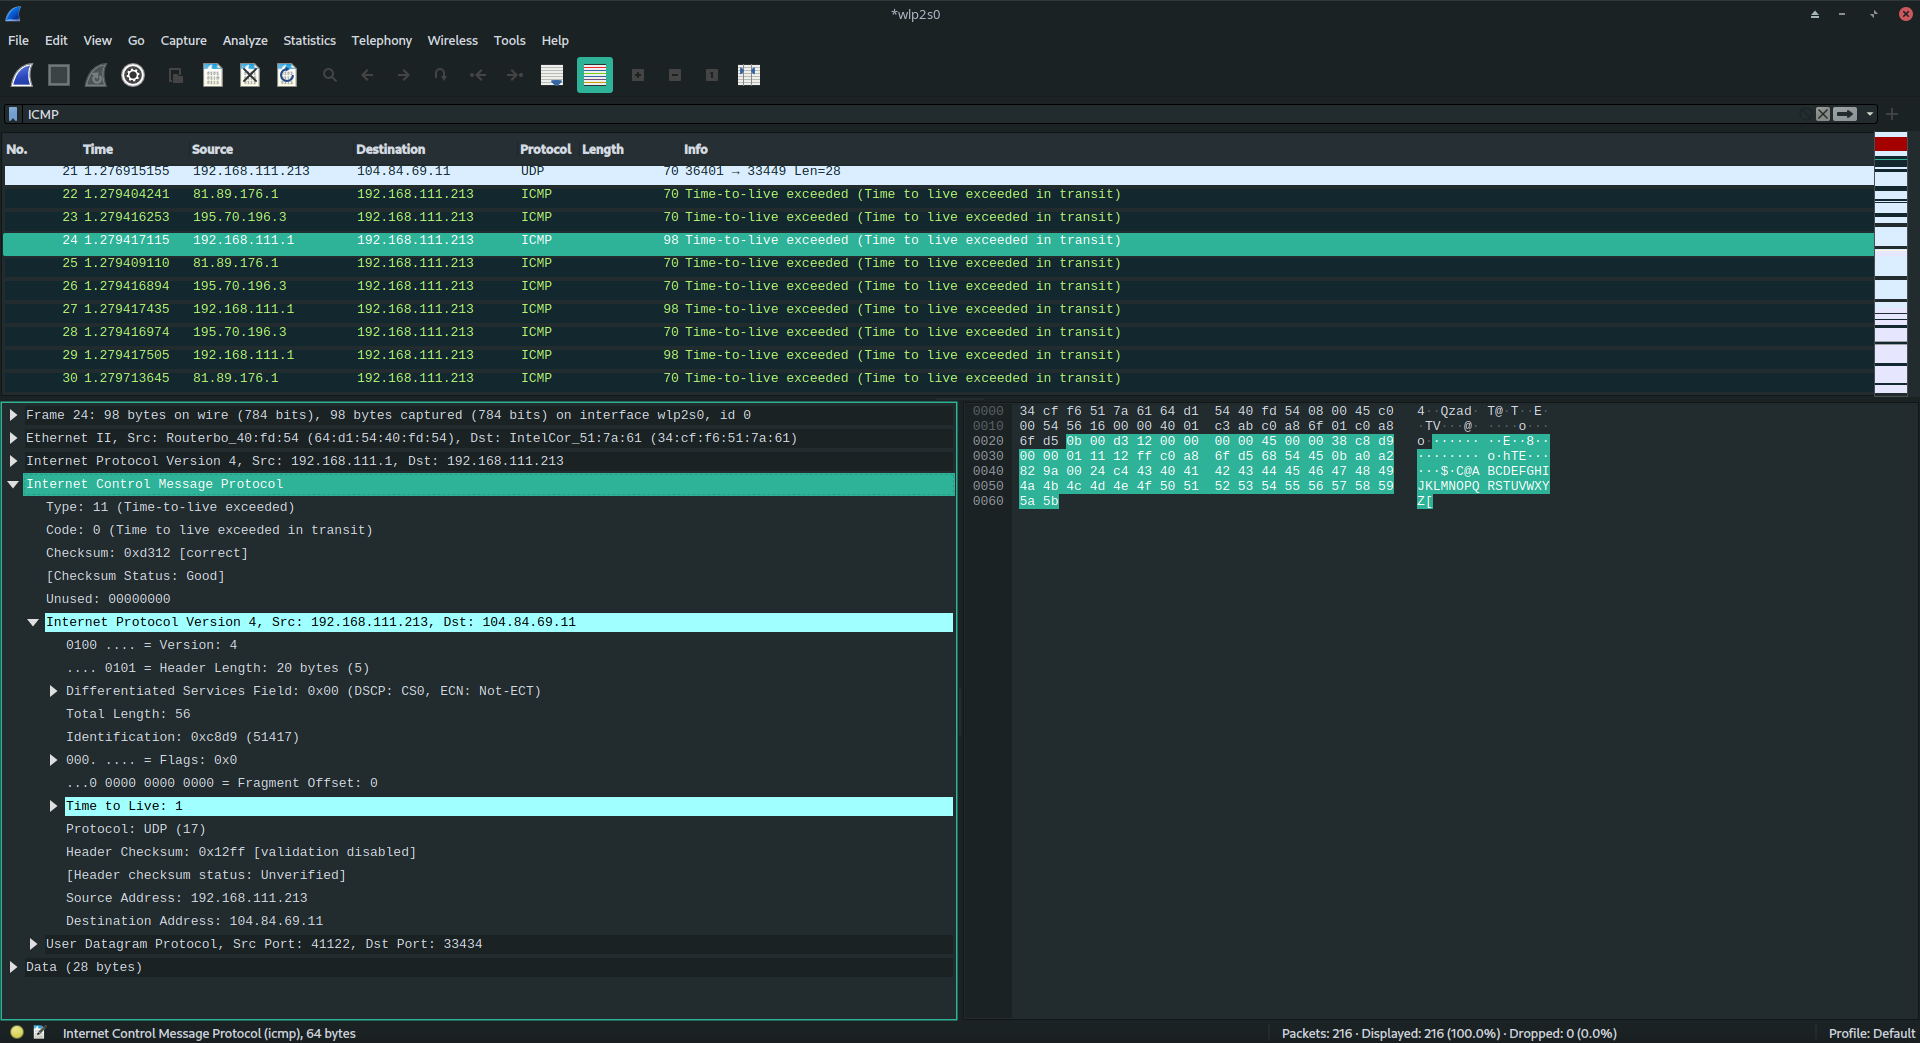 *wlp2s0
File Edit View Go Capture Analyze Statistics Telephony Wireless Tools Help
ICMP
No. Time Source Destination Protocol Length Info
21 1.276915155 192.168.111.213 104.84.69.11 UDP 70 36401 → 33449 Len=28
22 1.279404241 81.89.176.1 192.168.111.213 ICMP 70 Time-to-live exceeded (Time to live exceeded in transit)
23 1.279416253 195.70.196.3 192.168.111.213 ICMP 70 Time-to-live exceeded (Time to live exceeded in transit)
24 1.279417115 192.168.111.1 192.168.111.213 ICMP 98 Time-to-live exceeded (Time to live exceeded in transit)
25 1.279409110 81.89.176.1 192.168.111.213 ICMP 70 Time-to-live exceeded (Time to live exceeded in transit)
26 1.279416894 195.70.196.3 192.168.111.213 ICMP 70 Time-to-live exceeded (Time to live exceeded in transit)
27 1.279417435 192.168.111.1 192.168.111.213 ICMP 98 Time-to-live exceeded (Time to live exceeded in transit)
28 1.279416974 195.70.196.3 192.168.111.213 ICMP 70 Time-to-live exceeded (Time to live exceeded in transit)
29 1.279417505 192.168.111.1 192.168.111.213 ICMP 98 Time-to-live exceeded (Time to live exceeded in transit)
30 1.279713645 81.89.176.1 192.168.111.213 ICMP 70 Time-to-live exceeded (Time to live exceeded in transit)
Frame 24: 98 bytes on wire (784 bits), 98 bytes captured (784 bits) on interface wlp2s0, id 0
Ethernet II, Src: Routerbo_40:fd:54 (64:d1:54:40:fd:54), Dst: IntelCor_51:7a:61 (34:cf:f6:51:7a:61)
Internet Protocol Version 4, Src: 192.168.111.1, Dst: 192.168.111.213
Internet Control Message Protocol
Type: 11 (Time-to-live exceeded)
Code: 0 (Time to live exceeded in transit)
Checksum: 0xd312 [correct]
[Checksum Status: Good]
Unused: 00000000
Internet Protocol Version 4, Src: 192.168.111.213, Dst: 104.84.69.11
0100 .... = Version: 4
.... 0101 = Header Length: 20 bytes (5)
Differentiated Services Field: 0x00 (DSCP: CS0, ECN: Not-ECT)
Total Length: 56
Identification: 0xc8d9 (51417)
000. .... = Flags: 0x0
...0 0000 0000 0000 = Fragment Offset: 0
Time to Live: 1
Protocol: UDP (17)
Header Checksum: 0x12ff [validation disabled]
[Header checksum status: Unverified]
Source Address: 192.168.111.213
Destination Address: 104.84.69.11
User Datagram Protocol, Src Port: 41122, Dst Port: 33434
Data (28 bytes)
0000 34 cf f6 51 7a 61 64 d1 54 40 fd 54 08 00 45 c0 4··Qzad· T@·T··E·
0010 00 54 56 16 00 00 40 01 c3 ab c0 a8 6f 01 c0 a8 ·TV···@· ····o···
0020 6f d5 0b 00 d3 12 00 00 00 00 45 00 00 38 c8 d9 o······· ··E··8··
0030 00 00 01 11 12 ff c0 a8 6f d5 68 54 45 0b a0 a2 ········ o·hTE···
0040 82 9a 00 24 c4 43 40 41 42 43 44 45 46 47 48 49 ···$·C@A BCDEFGHI
0050 4a 4b 4c 4d 4e 4f 50 51 52 53 54 55 56 57 58 59 JKLMNOPQ RSTUVWXY
0060 5a 5b Z[
Internet Control Message Protocol (icmp), 64 bytes
Packets: 216 · Displayed: 216 (100.0%) · Dropped: 0 (0.0%)
Profile: Default